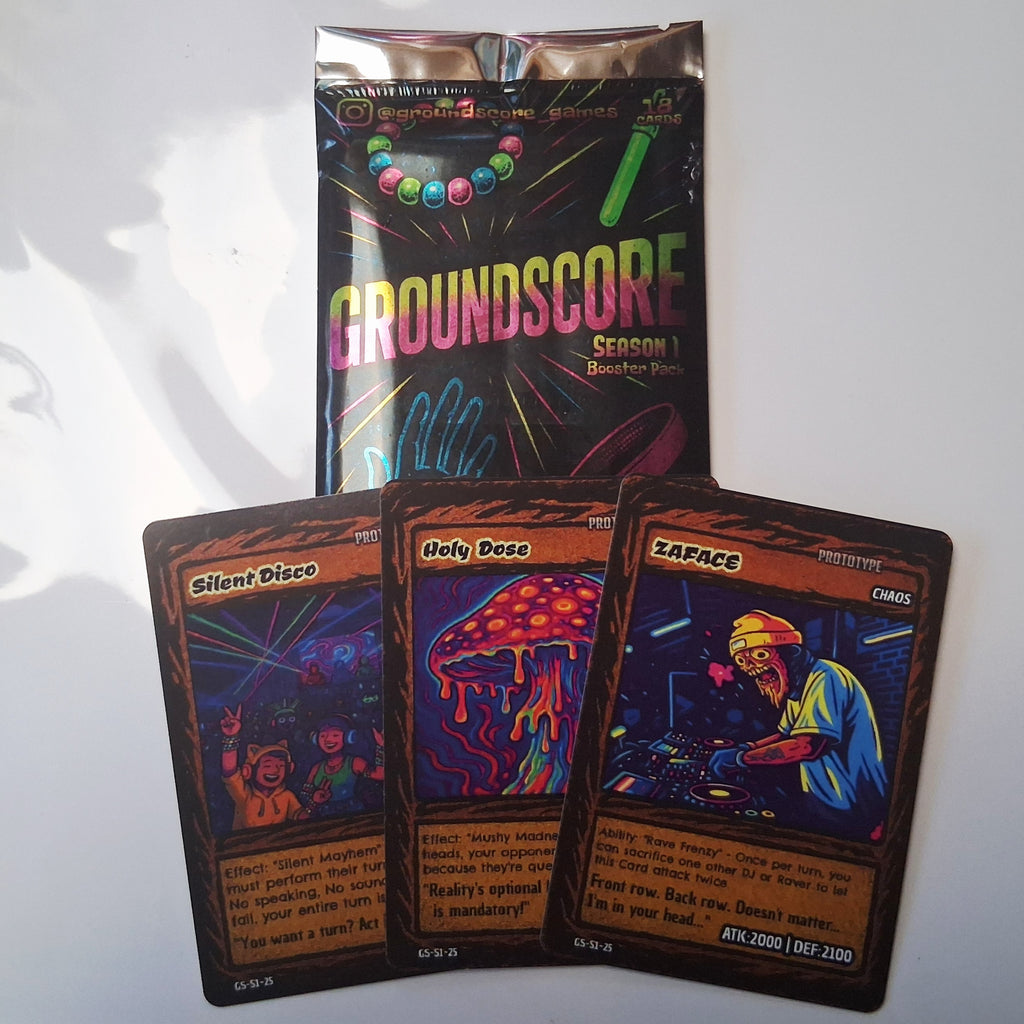 @groundscore_games
18
CARDS
GROUNDSCORE
SEASON 1
Booster Pack
Silent Disco
Effect: "Silent Mayhem"
must perform their turn
No speaking, No soun
fail, your entire turn is
"You want a turn? Act
GS-S1-25
Holy Dose
Effect: "Mushy Madne
heads, your opponen
because they're que
"Reality's optional
is mandatory!"
GS-S1-25
ZAFACE
PROTOTYPE
CHAOS
Ability: "Rave Frenzy" - Once per turn, you
can sacrifice one other DJ or Raver to let
this Card attack twice
Front row. Back row. Doesn't matter...
I'm in your head..."
ATK:2000 | DEF:2100
GS-S1-25